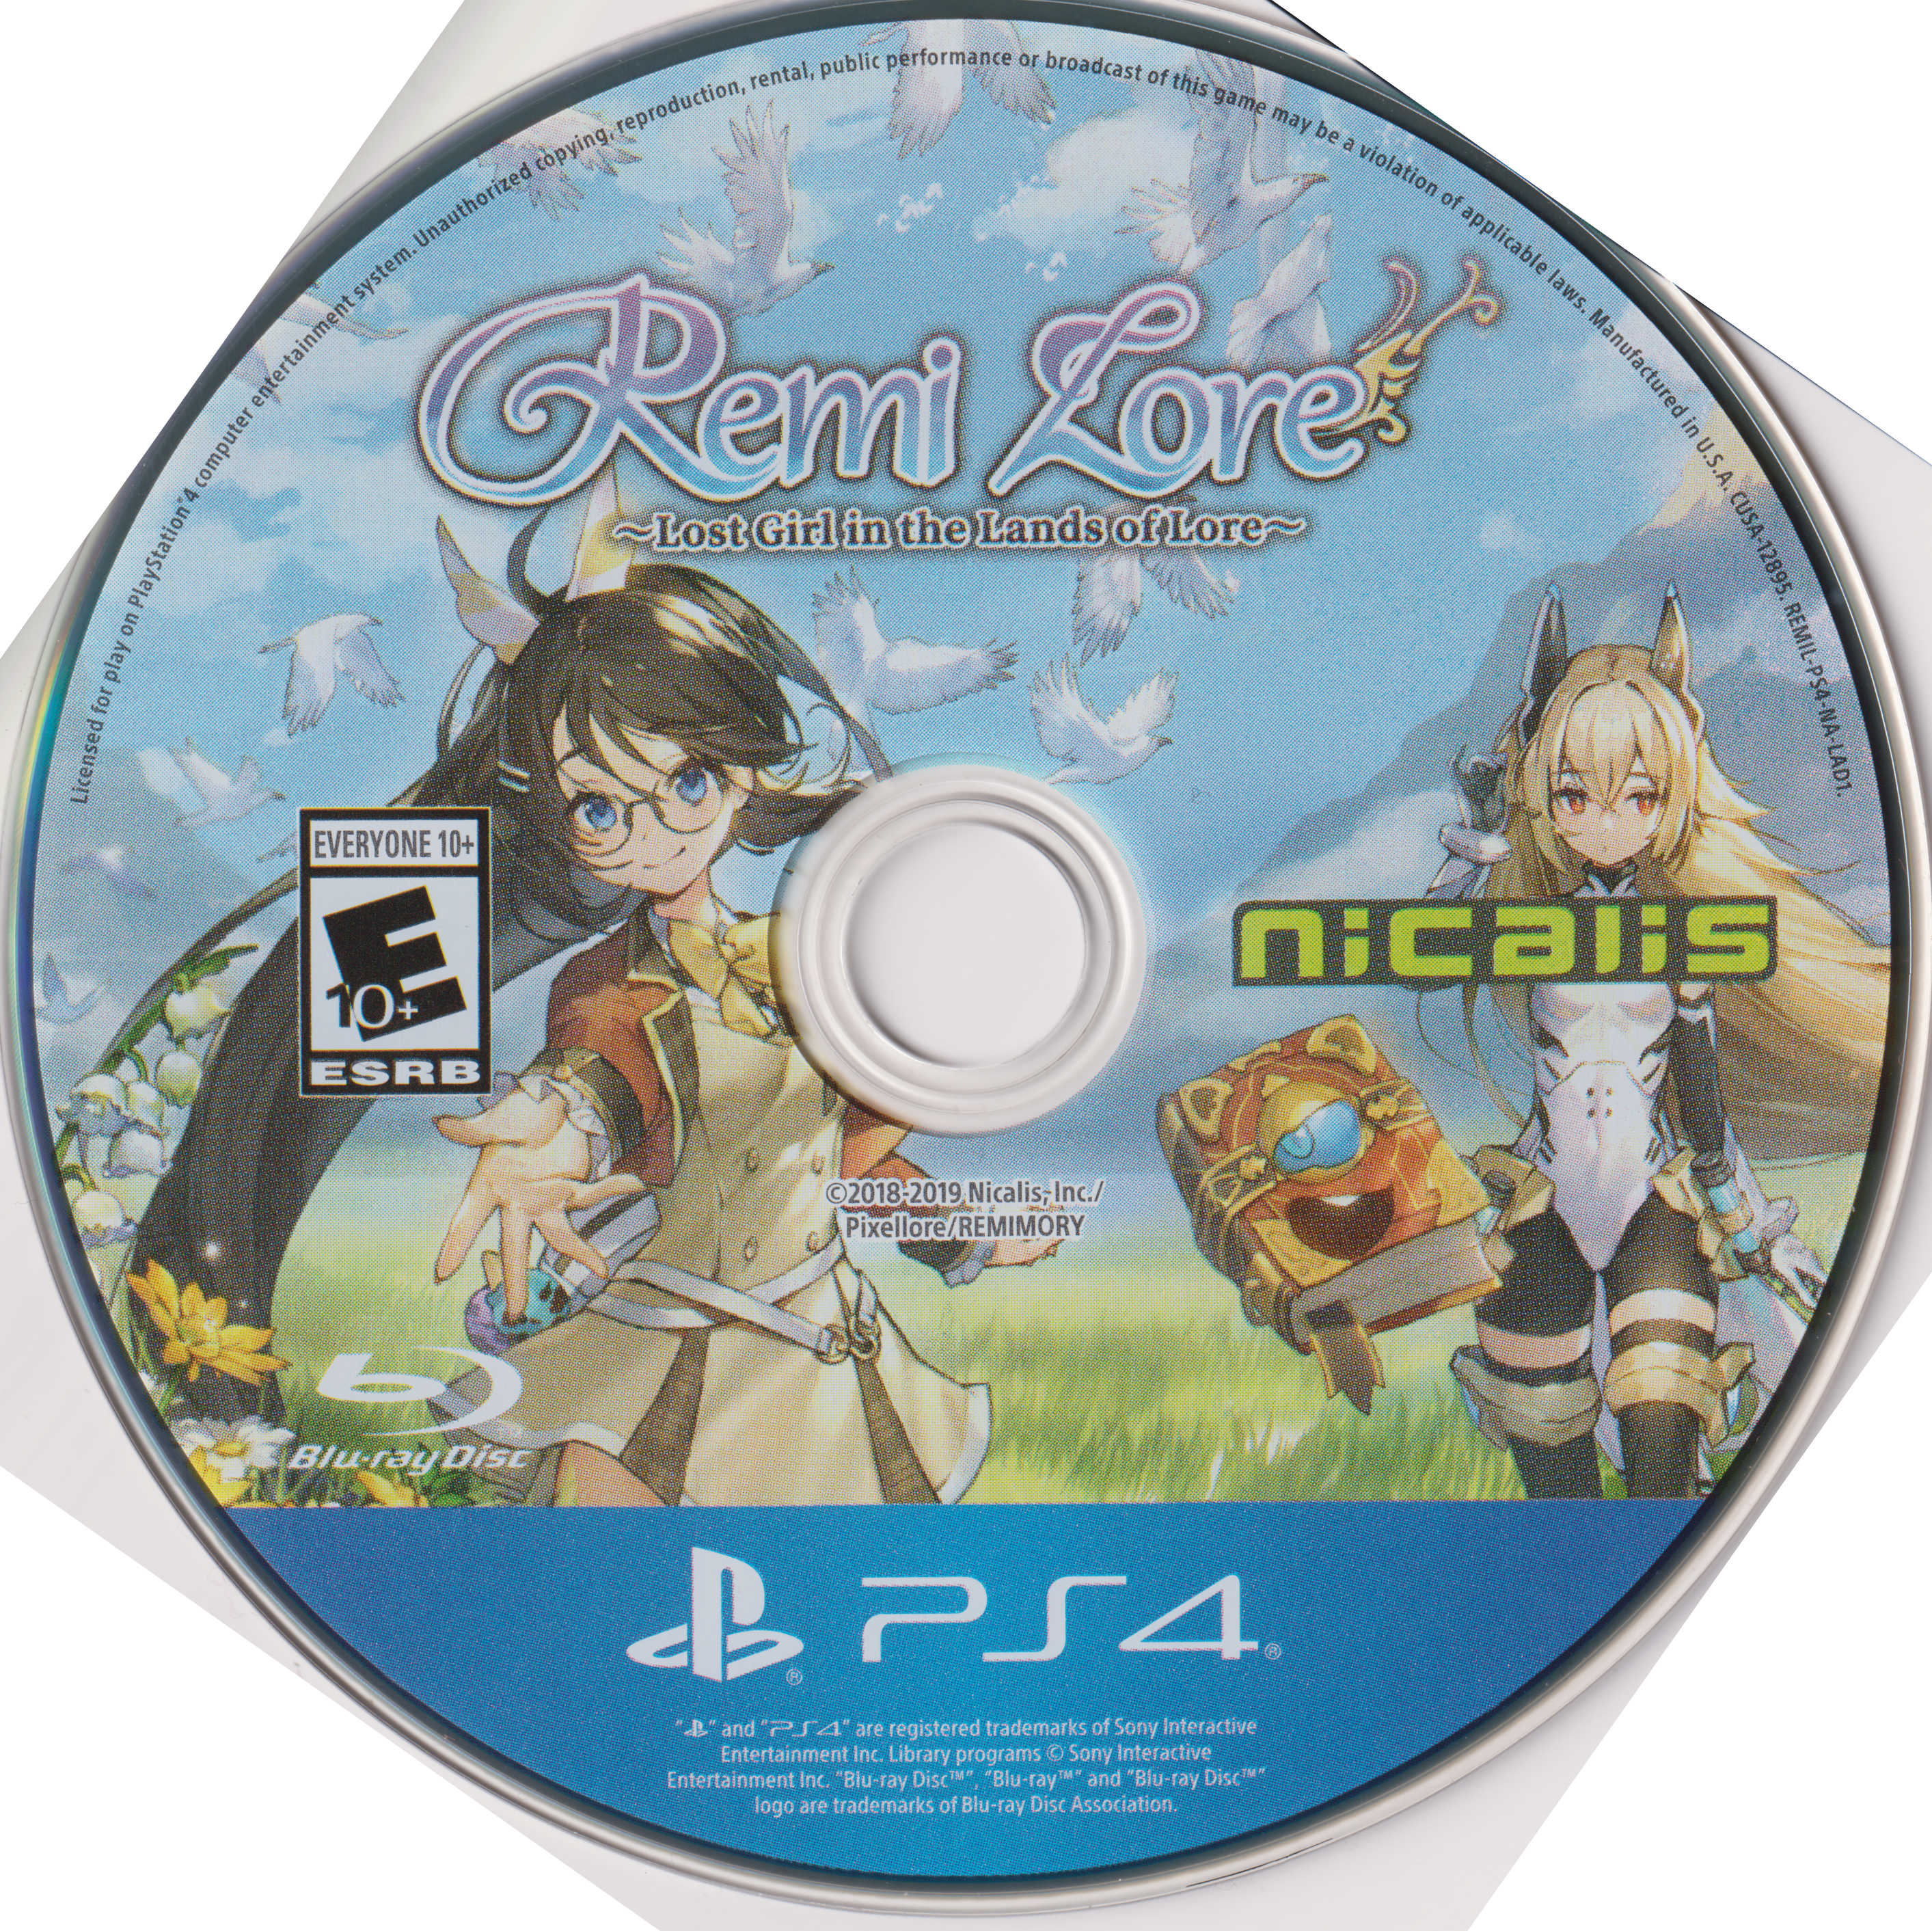 Licensed for play on PlayStation®4 computer entertainment system. Unauthorized copying, reproduction, rental, public performance or broadcast of this game may be a violation of applicable laws. Manufactured in U.S.A. CUSA-12895. REMIL-PS4-NA-LAD1.
Remi Lore
~Lost Girl in the Lands of Lore~
EVERYONE 10+
E
10+
ESRB
nicalis
©2018-2019 Nicalis, Inc./
Pixellore/REMIMORY
Blu-ray Disc
PS4®
®
" " and "PS4" are registered trademarks of Sony Interactive
Entertainment Inc. Library programs © Sony Interactive
Entertainment Inc. "Blu-ray Disc™", "Blu-ray™" and "Blu-ray Disc™"
logo are trademarks of Blu-ray Disc Association.